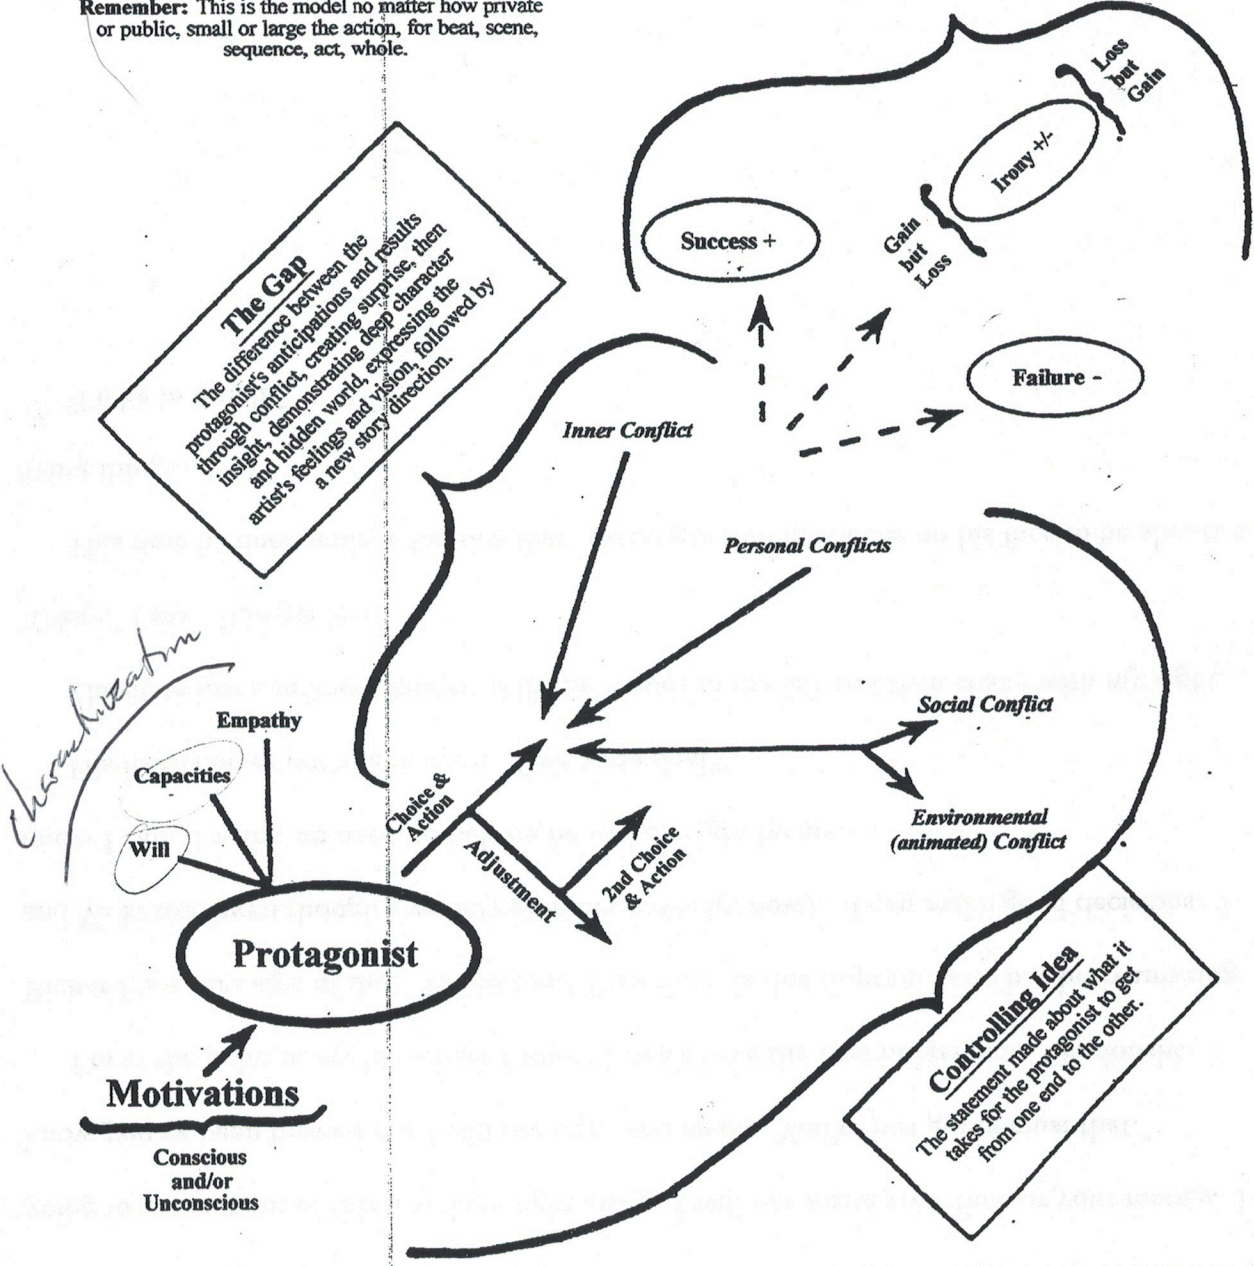 Remember: This is the model no matter how private
or public, small or large the action, for beat, scene,
sequence, act, whole.
Loss
but
Gain
Irony +/-
Gain
but
Loss
Success +
Failure -
The Gap
The difference between the
protagonist's anticipations and results
through conflict, creating surprise, then
insight, demonstrating deep character
and hidden world, expressing the
artist's feelings and vision, followed by
a new story direction.
Inner Conflict
Personal Conflicts
Social Conflict
Environmental
(animated) Conflict
characterization
Empathy
Capacities
Will
Choice &
Action
Adjustment
2nd Choice
& Action
Protagonist
Motivations
Conscious
and/or
Unconscious
Controlling Idea
The statement made about what it
takes for the protagonist to get
from one end to the other.